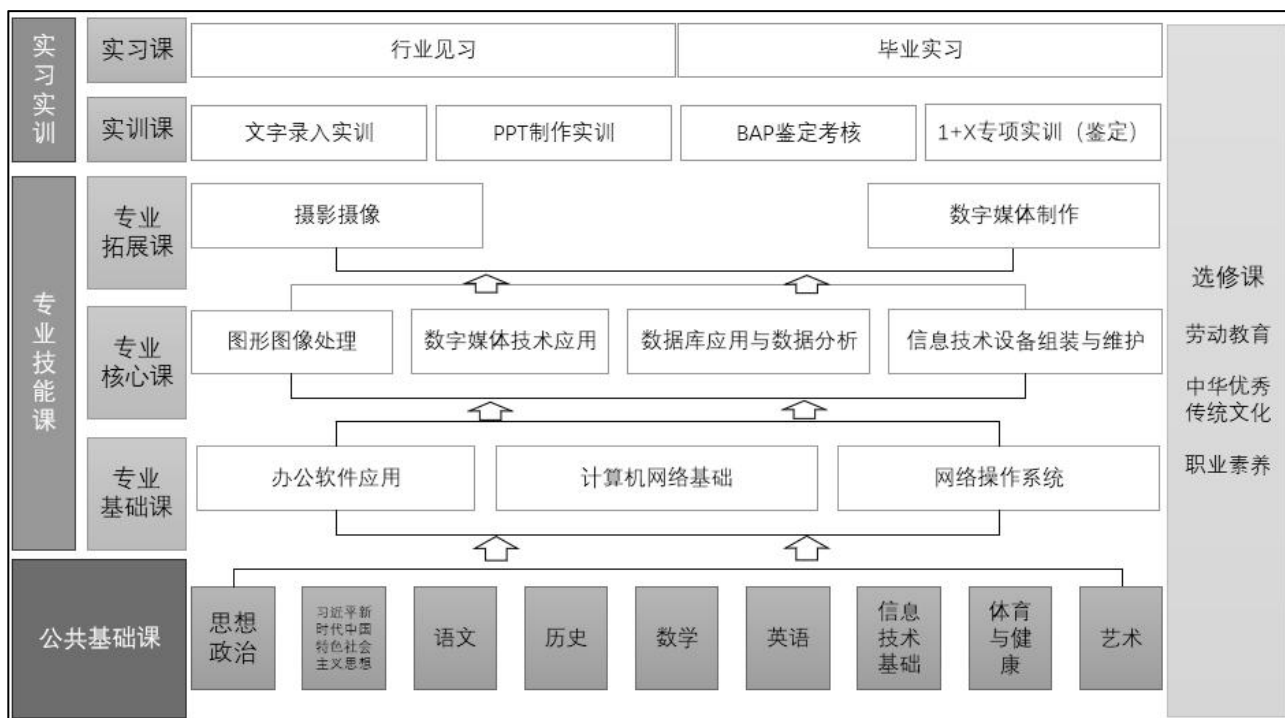 实习实训
实习课
行业见习
毕业实习
实训课
文字录入实训
PPT制作实训
BAP鉴定考核
1+X专项实训（鉴定）
专业技能课
专业
拓展课
摄影摄像
数字媒体制作
专业
核心课
图形图像处理
数字媒体技术应用
数据库应用与数据分析
信息技术设备组装与维护
专业
基础课
办公软件应用
计算机网络基础
网络操作系统
公共基础课
思想
政治
习近平新
时代中国
特色社会
主义思想
语文
历史
数学
英语
信息
技术
基础
体育
与健
康
艺术
选修课
劳动教育
中华优秀
传统文化
职业素养